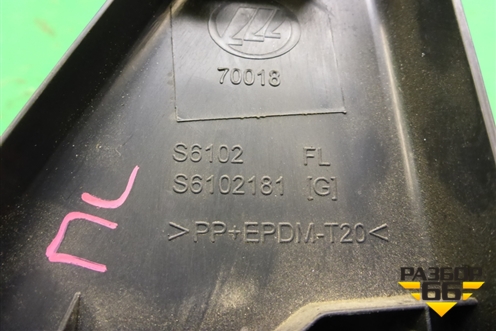 70018
S6102 FL
S6102181 [G]
>PP+EPDM-T20<
ПЛ
РАЗБОР
66